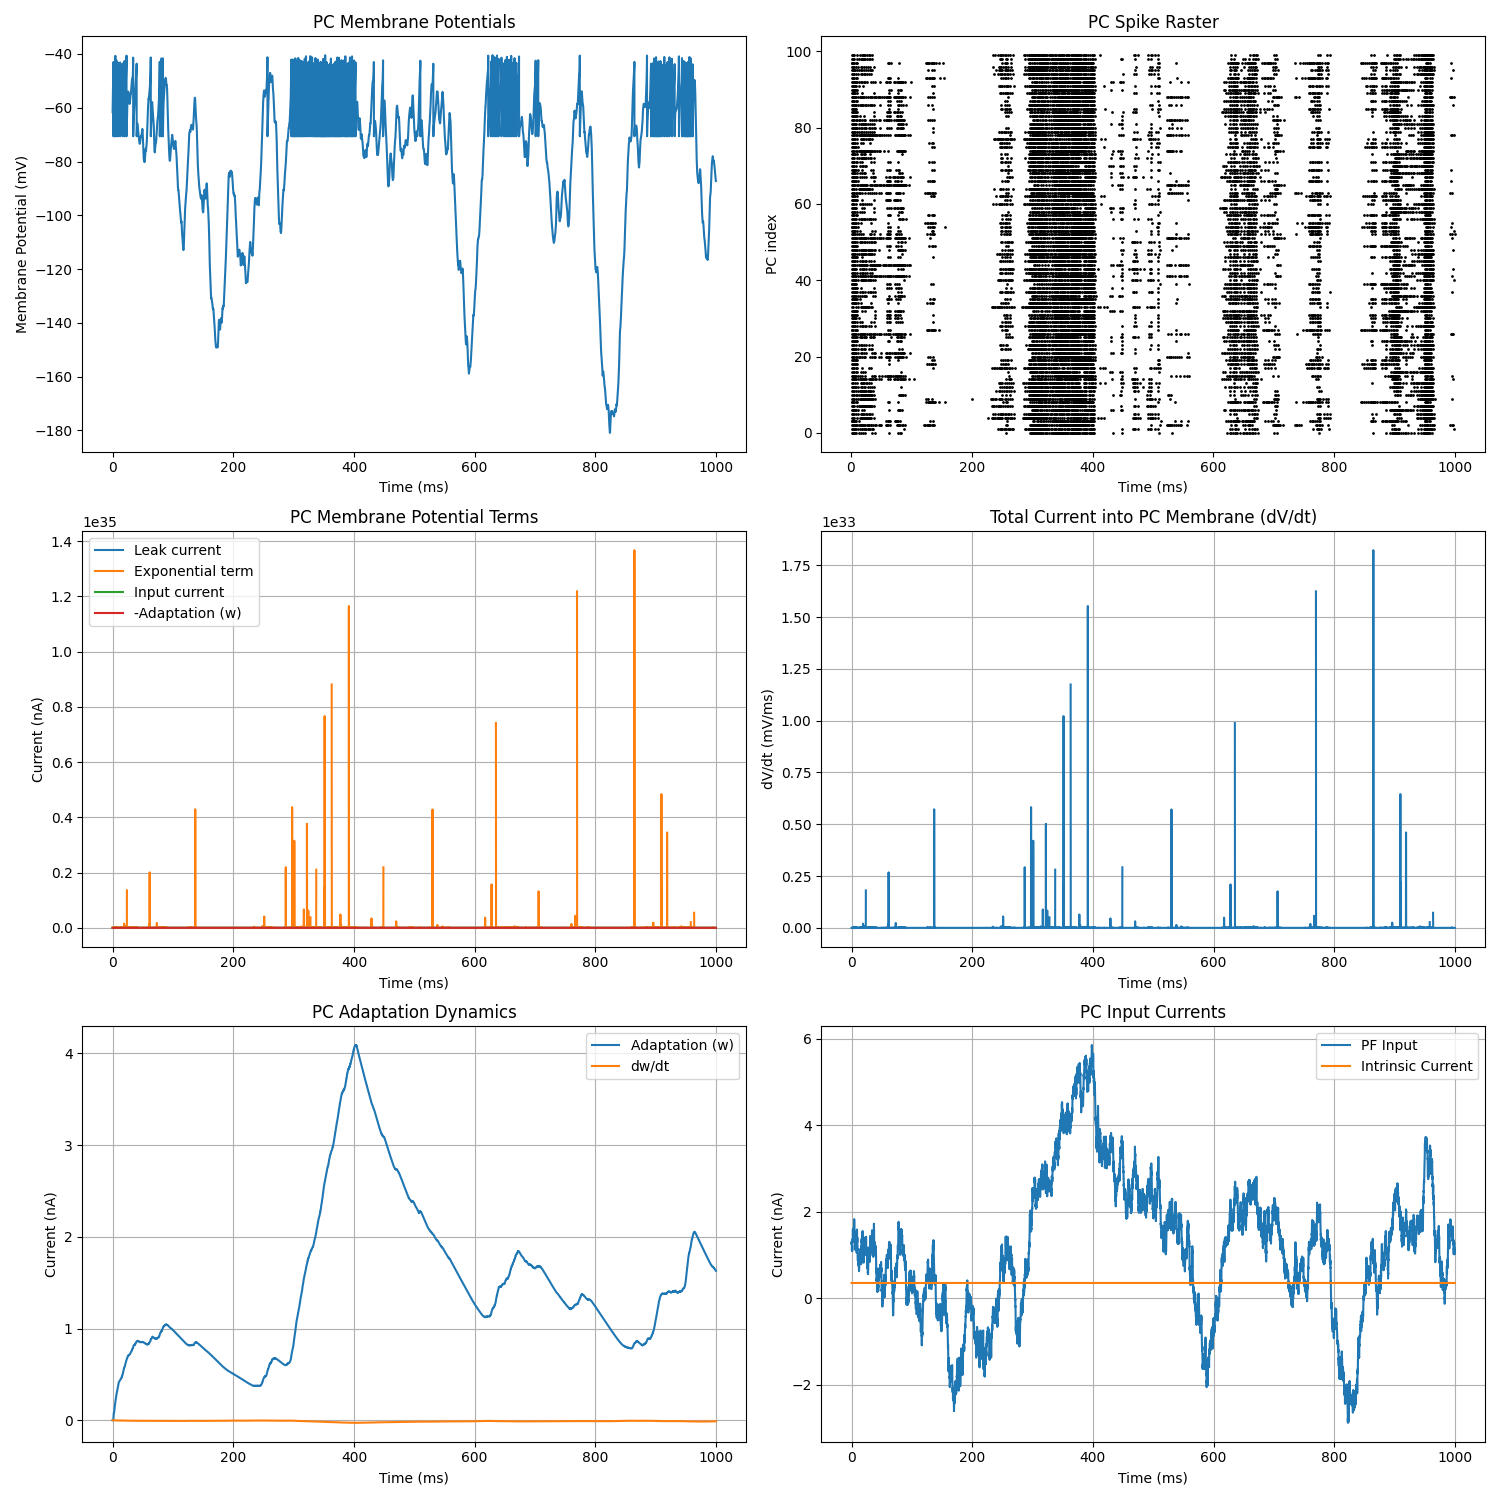 PC Membrane Potentials
Membrane Potential (mV)
−40
−60
−80
−100
−120
−140
−160
−180
0 200 400 600 800 1000
Time (ms)
PC Spike Raster
PC index
100
80
60
40
20
0
0 200 400 600 800 1000
Time (ms)
PC Membrane Potential Terms
1e35
Current (nA)
1.4
1.2
1.0
0.8
0.6
0.4
0.2
0.0
Leak current
Exponential term
Input current
-Adaptation (w)
0 200 400 600 800 1000
Time (ms)
Total Current into PC Membrane (dV/dt)
1e33
dV/dt (mV/ms)
1.75
1.50
1.25
1.00
0.75
0.50
0.25
0.00
0 200 400 600 800 1000
Time (ms)
PC Adaptation Dynamics
Current (nA)
4
3
2
1
0
Adaptation (w)
dw/dt
0 200 400 600 800 1000
Time (ms)
PC Input Currents
Current (nA)
6
4
2
0
−2
PF Input
Intrinsic Current
0 200 400 600 800 1000
Time (ms)